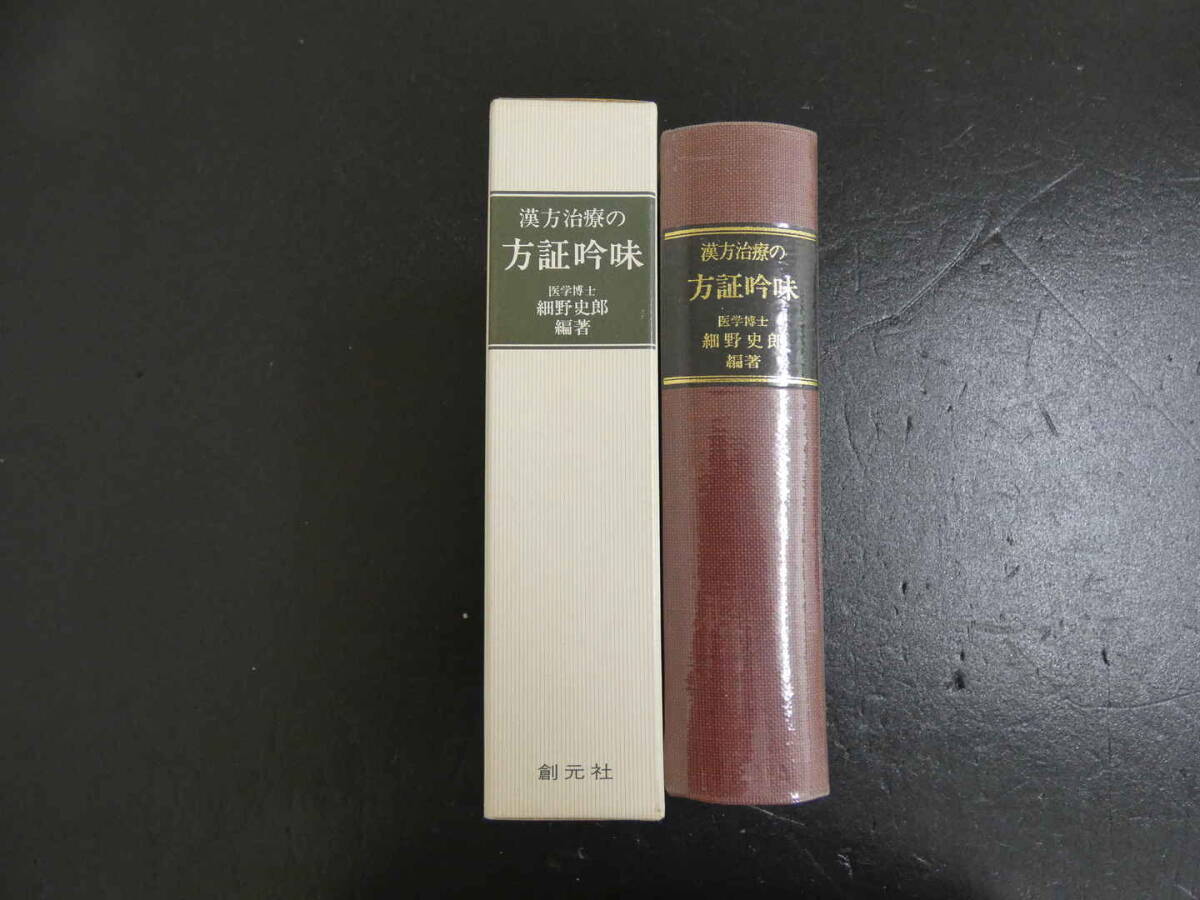 漢方治療の
方証吟味
医学博士
細野史郎
編著
創元社
漢方治療の
方証吟味
医学博士
細野史郎
編著